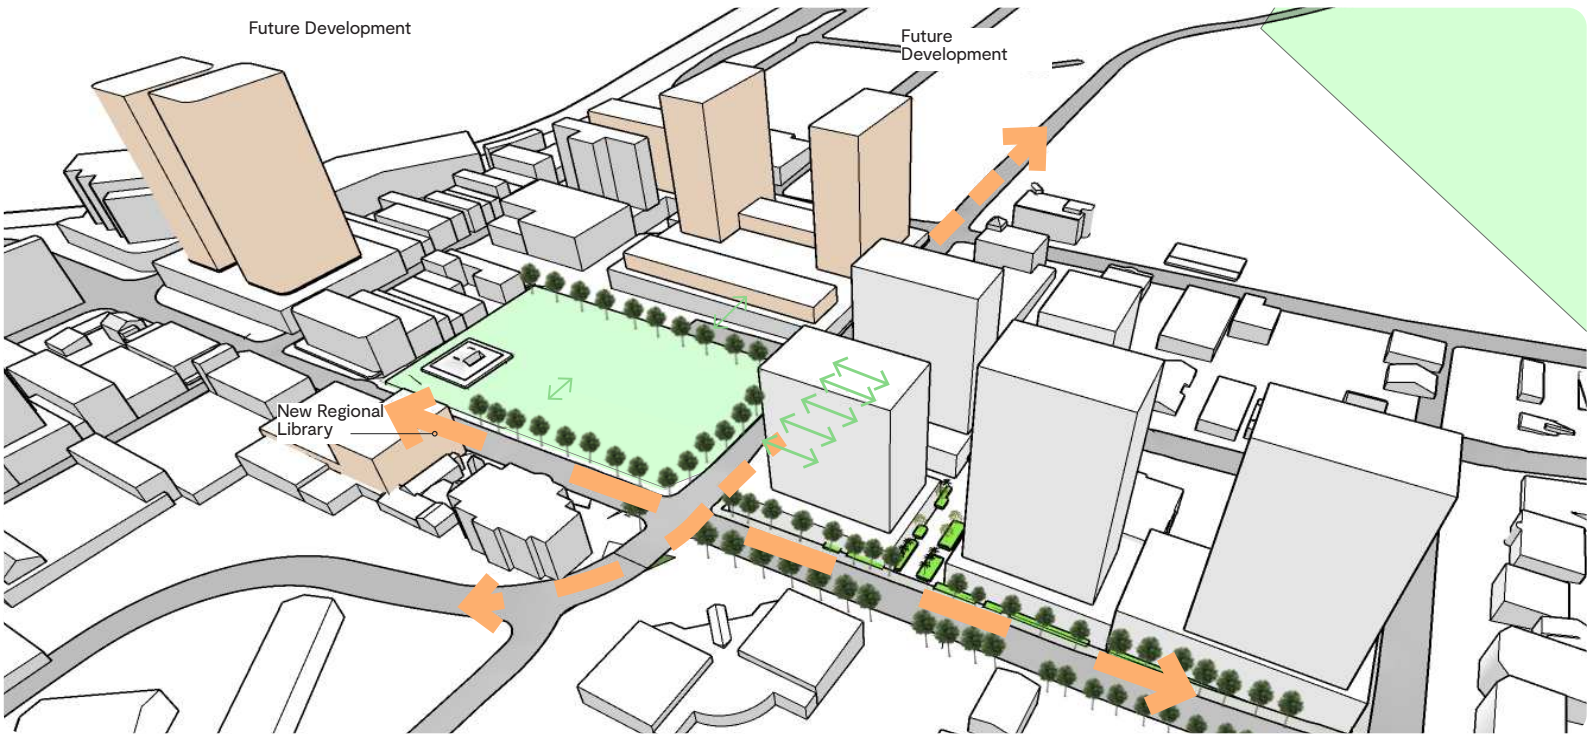 Future Development
Future
Development
New Regional
Library